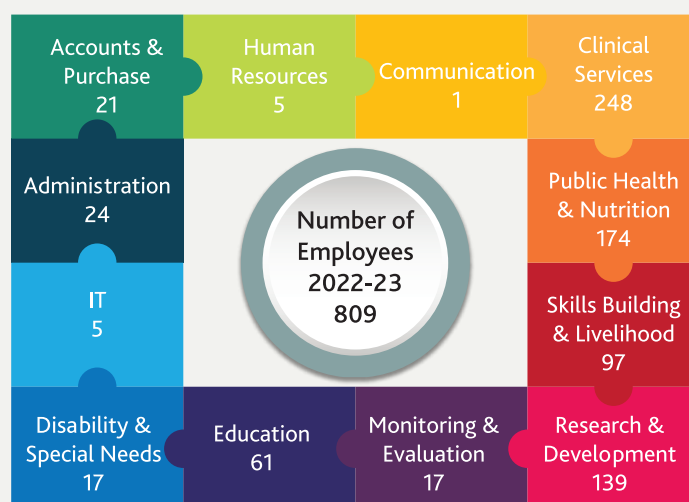 Accounts &
Purchase
21
Human
Resources
5
Communication
1
Clinical
Services
248
Administration
24
Number of
Employees
2022-23
809
Public Health
& Nutrition
174
IT
5
Skills Building
& Livelihood
97
Disability &
Special Needs
17
Education
61
Monitoring &
Evaluation
17
Research &
Development
139